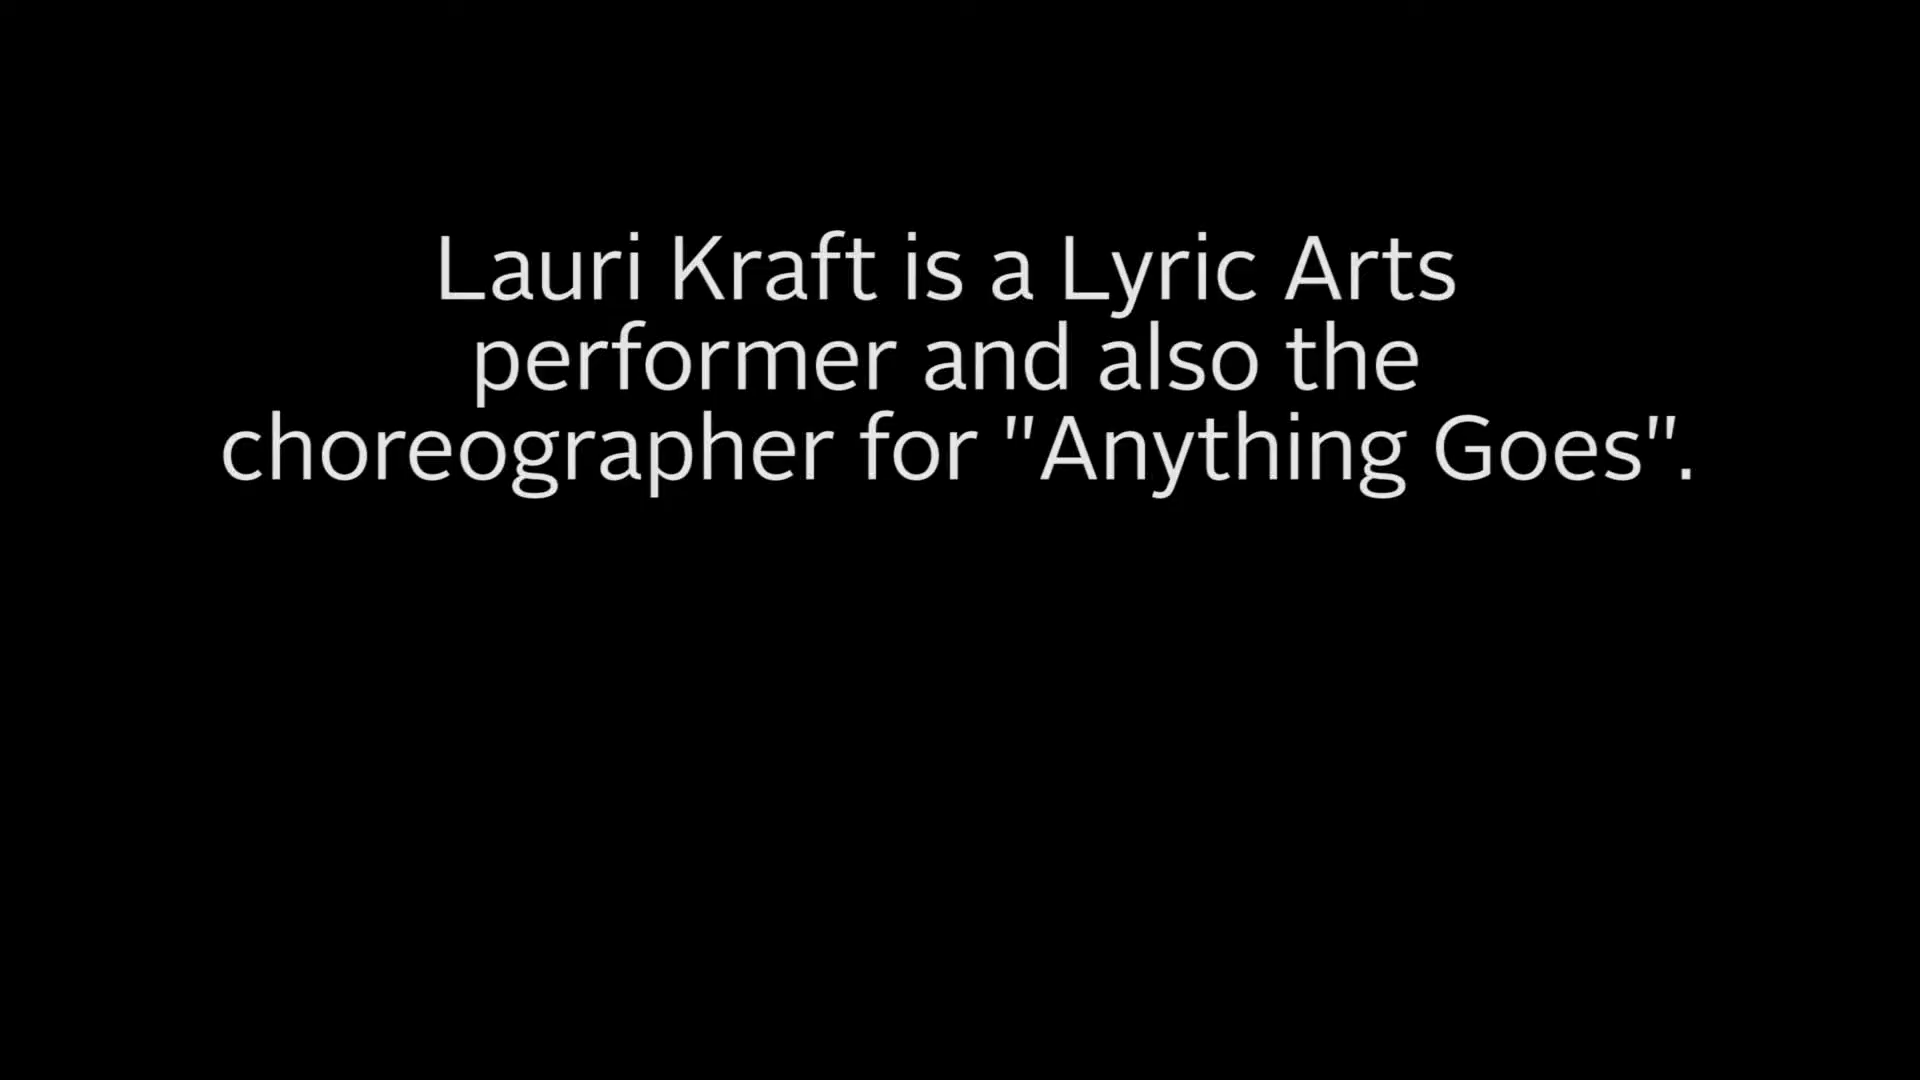 Lauri Kraft is a Lyric Arts
performer and also the
choreographer for "Anything Goes".